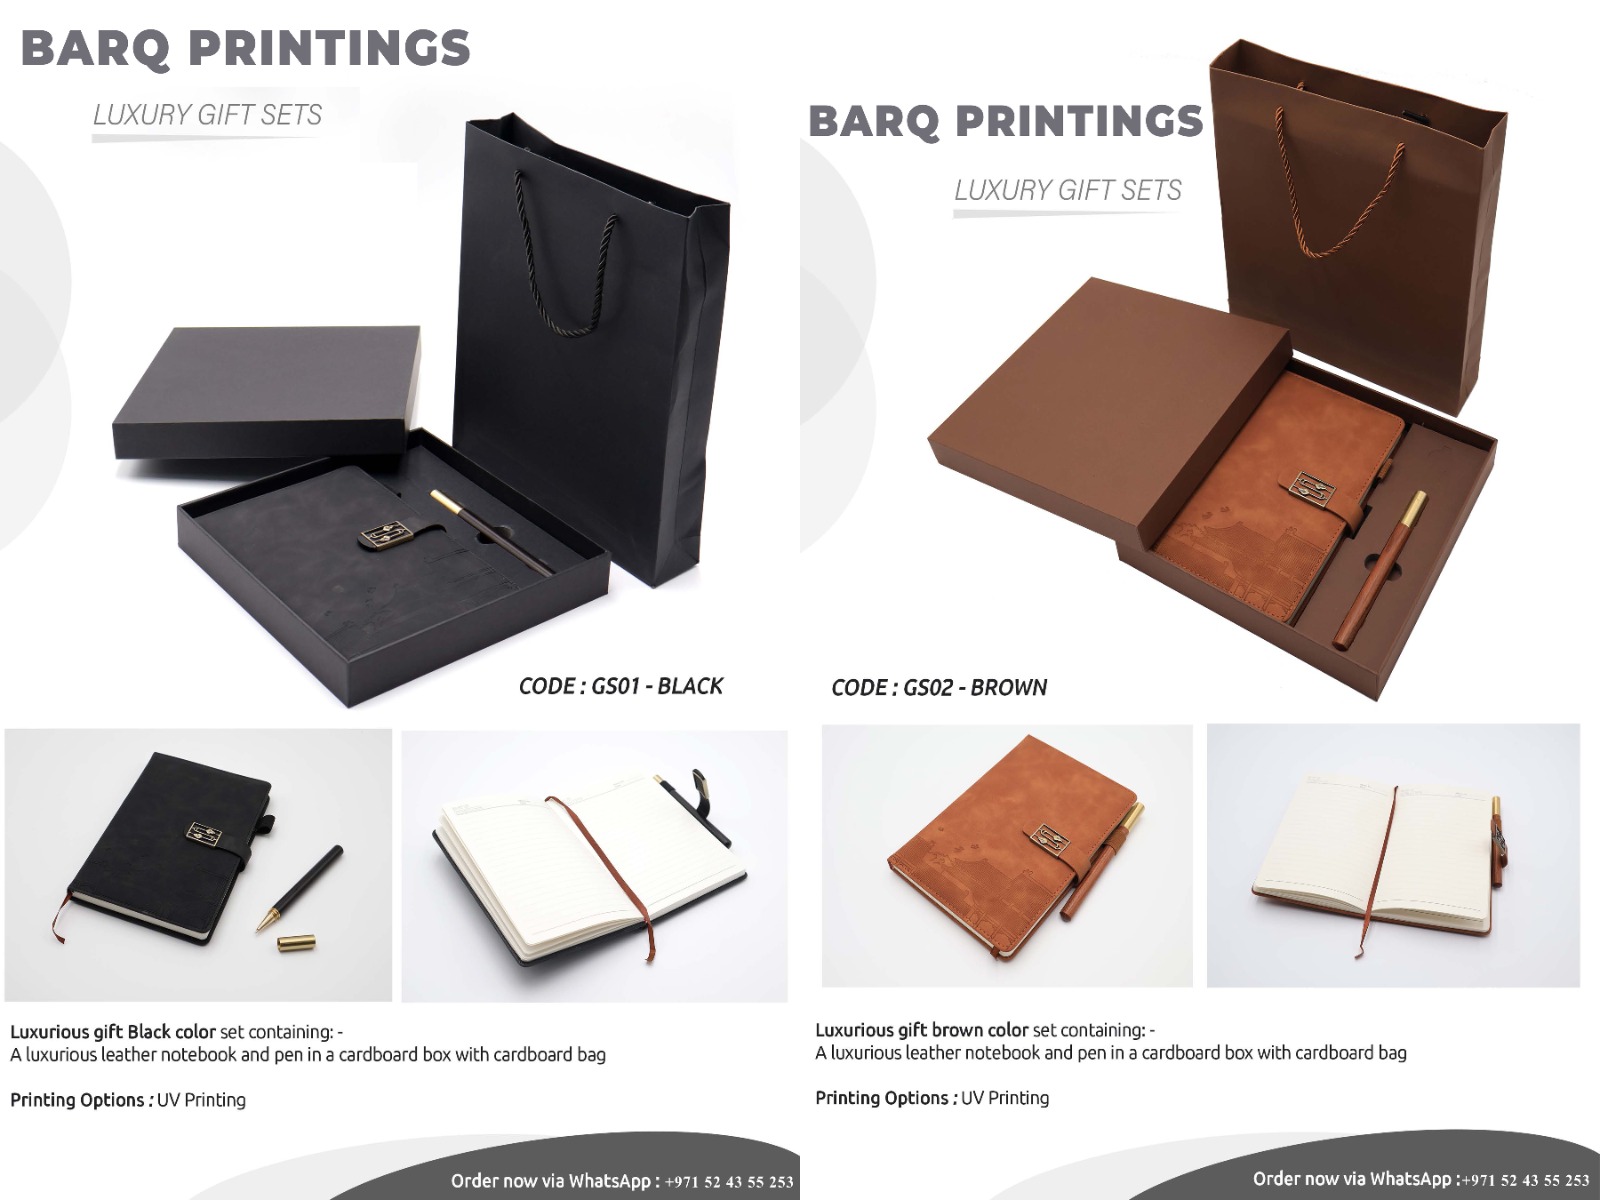 BARQ PRINTINGS
LUXURY GIFT SETS
CODE : GS01 - BLACK
Luxurious gift Black color set containing: -
A luxurious leather notebook and pen in a cardboard box with cardboard bag
Printing Options : UV Printing
Order now via WhatsApp : +971 52 43 55 253
BARQ PRINTINGS
LUXURY GIFT SETS
CODE : GS02 - BROWN
Luxurious gift brown color set containing: -
A luxurious leather notebook and pen in a cardboard box with cardboard bag
Printing Options : UV Printing
Order now via WhatsApp :+971 52 43 55 253